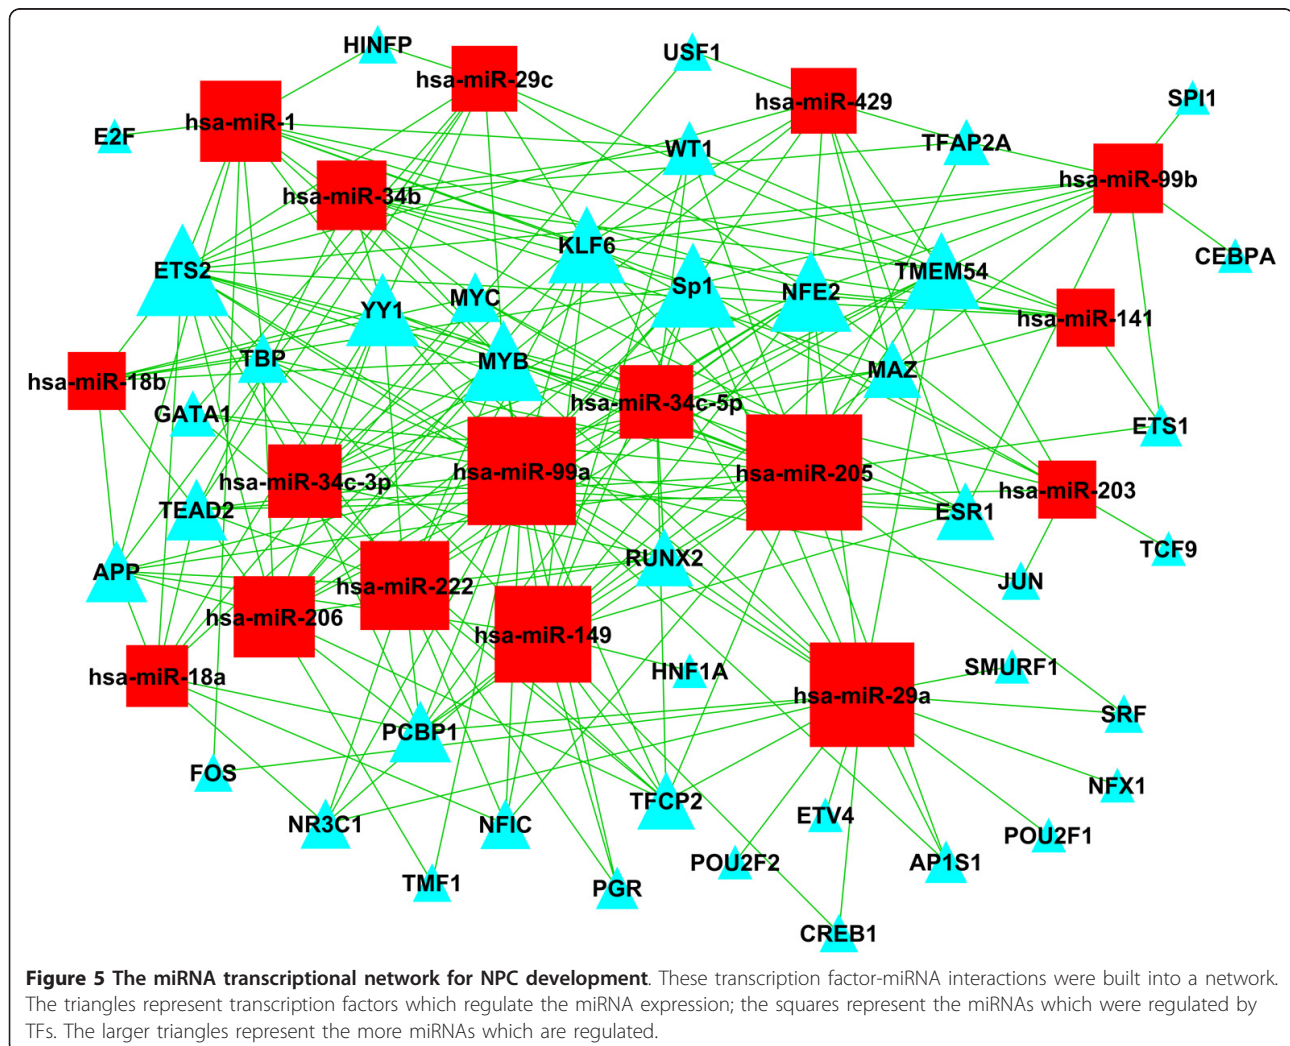 HINFP
USF1
hsa-miR-29c
hsa-miR-429
SPI1
hsa-miR-1
E2F
WT1
TFAP2A
hsa-miR-99b
hsa-miR-34b
KLF6
CEBPA
ETS2
TMEM54
Sp1
NFE2
MYC
YY1
hsa-miR-141
TBP
MYB
MAZ
hsa-miR-18b
hsa-miR-34c-5p
GATA1
ETS1
hsa-miR-99a
hsa-miR-205
hsa-miR-34c-3p
hsa-miR-203
TEAD2
ESR1
TCF9
RUNX2
APP
JUN
hsa-miR-222
hsa-miR-206
hsa-miR-149
SMURF1
HNF1A
hsa-miR-18a
hsa-miR-29a
SRF
PCBP1
FOS
NFX1
TFCP2
NR3C1
NFIC
ETV4
POU2F1
POU2F2
AP1S1
TMF1
PGR
CREB1
Figure 5 The miRNA transcriptional network for NPC development. These transcription factor-miRNA interactions were built into a network.
The triangles represent transcription factors which regulate the miRNA expression; the squares represent the miRNAs which were regulated by
TFs. The larger triangles represent the more miRNAs which are regulated.